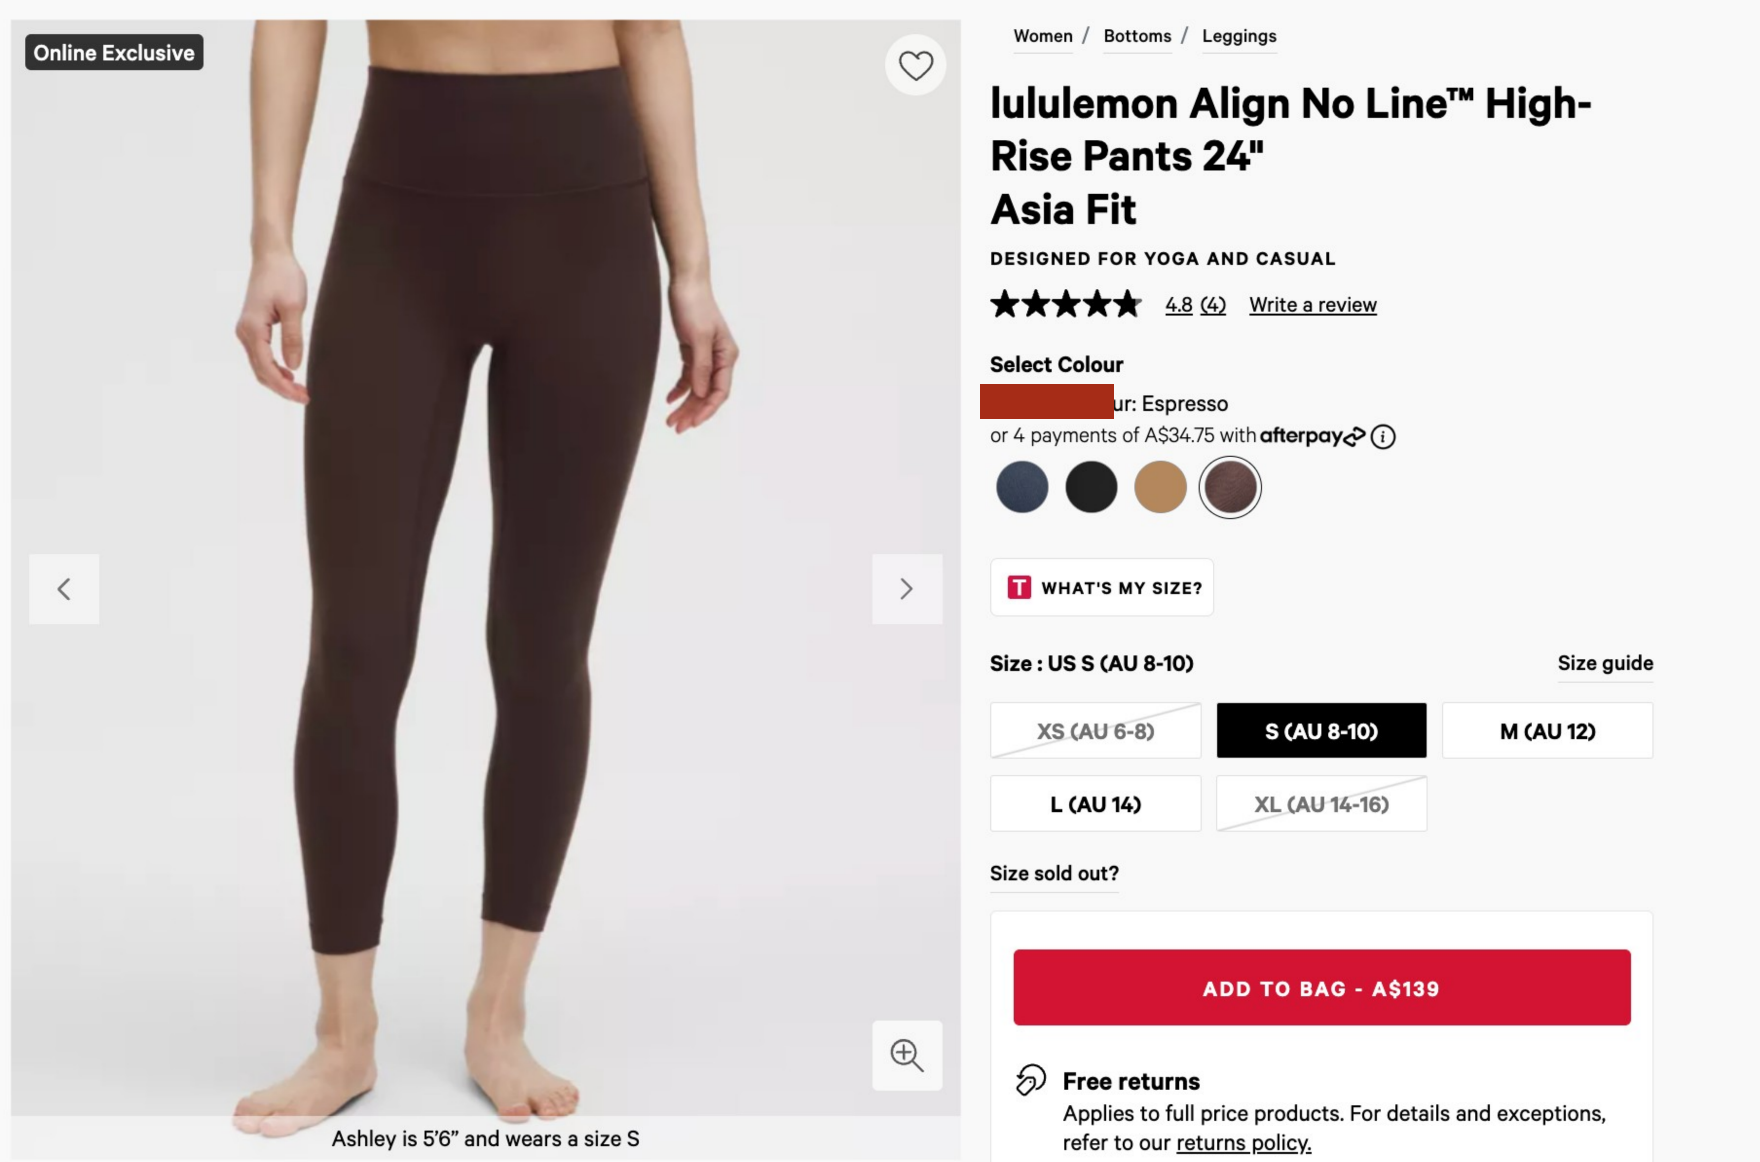 Online Exclusive
Ashley is 5’6” and wears a size S
Women / Bottoms / Leggings
lululemon Align No Line™ High-
Rise Pants 24"
Asia Fit
DESIGNED FOR YOGA AND CASUAL
4.8 (4) Write a review
Select Colour
ur: Espresso
or 4 payments of A$34.75 with afterpay
T WHAT'S MY SIZE?
Size : US S (AU 8-10) Size guide
XS (AU 6-8) S (AU 8-10) M (AU 12)
L (AU 14) XL (AU 14-16)
Size sold out?
ADD TO BAG - A$139
Free returns
Applies to full price products. For details and exceptions,
refer to our returns policy.